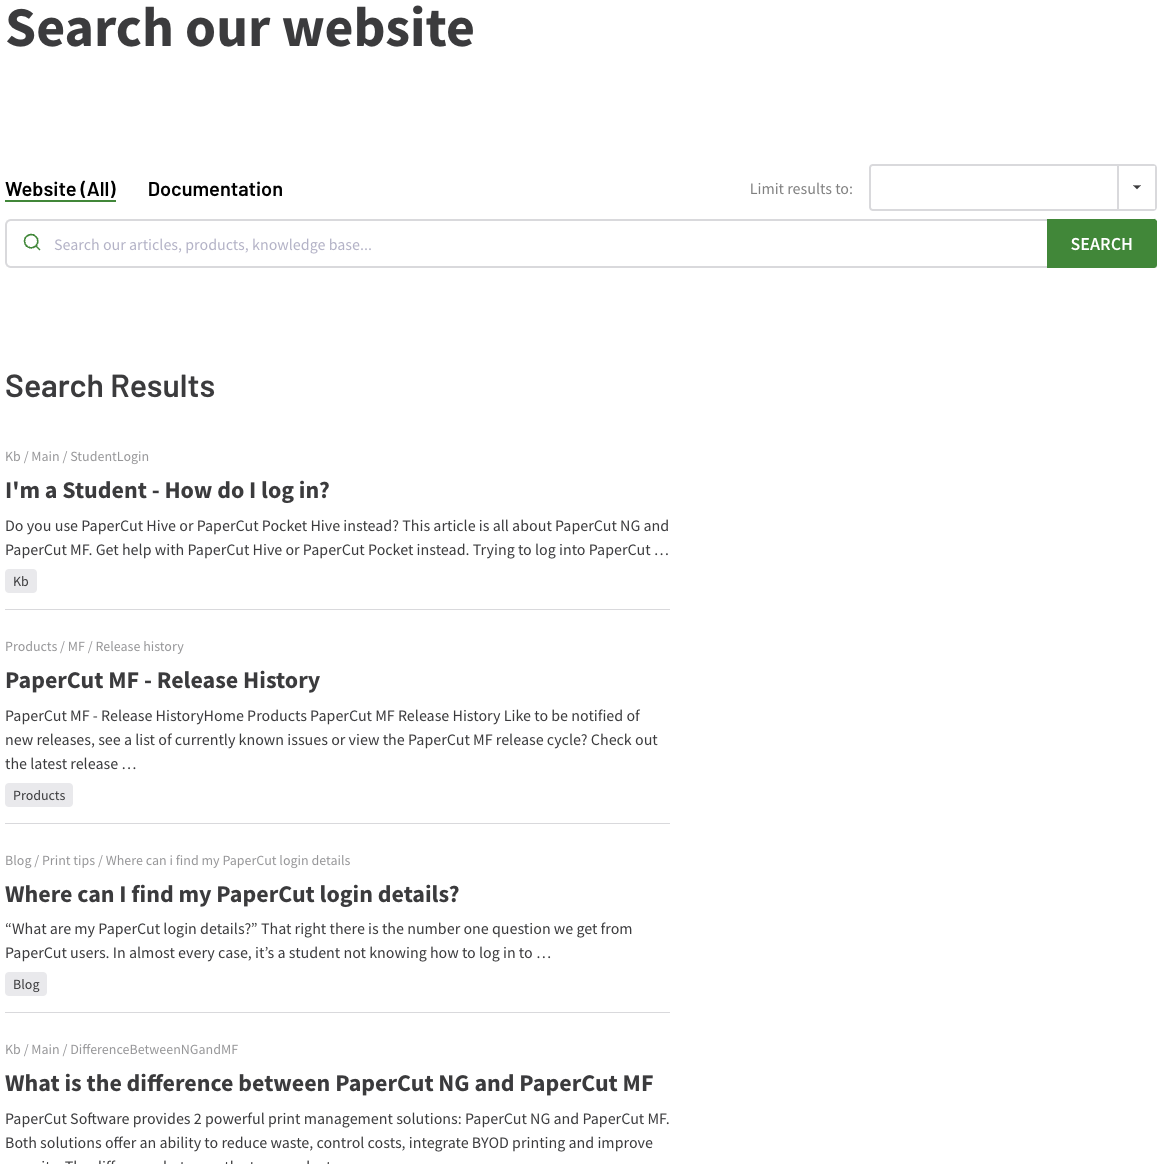 Search our website
Website (All) Documentation Limit results to:
Search our articles, products, knowledge base... SEARCH
Search Results
Kb / Main / StudentLogin
I'm a Student - How do I log in?
Do you use PaperCut Hive or PaperCut Pocket Hive instead? This article is all about PaperCut NG and
PaperCut MF. Get help with PaperCut Hive or PaperCut Pocket instead. Trying to log into PaperCut …
Kb
Products / MF / Release history
PaperCut MF - Release History
PaperCut MF - Release HistoryHome Products PaperCut MF Release History Like to be notified of
new releases, see a list of currently known issues or view the PaperCut MF release cycle? Check out
the latest release …
Products
Blog / Print tips / Where can i find my PaperCut login details
Where can I find my PaperCut login details?
“What are my PaperCut login details?” That right there is the number one question we get from
PaperCut users. In almost every case, it’s a student not knowing how to log in to …
Blog
Kb / Main / DifferenceBetweenNGandMF
What is the difference between PaperCut NG and PaperCut MF
PaperCut Software provides 2 powerful print management solutions: PaperCut NG and PaperCut MF.
Both solutions offer an ability to reduce waste, control costs, integrate BYOD printing and improve